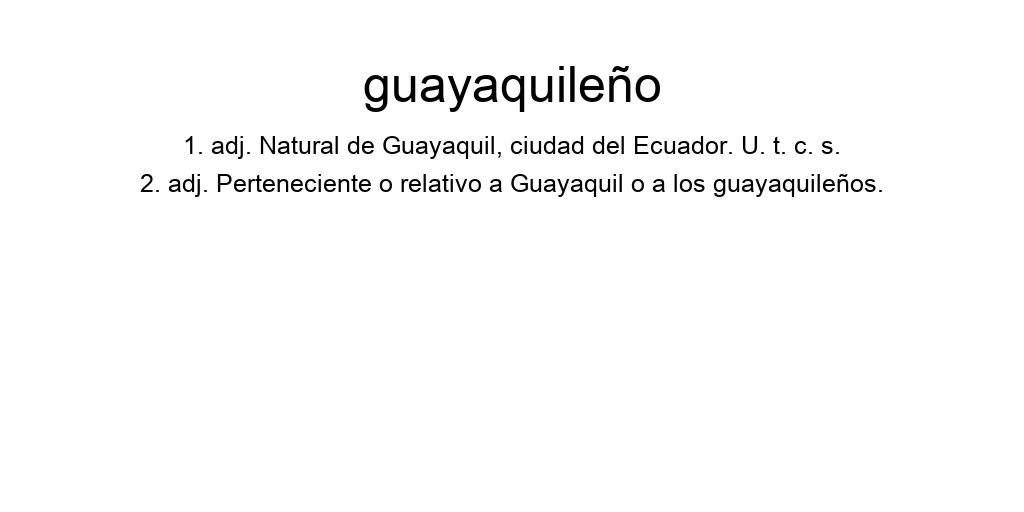 guayaquileño
1. adj. Natural de Guayaquil, ciudad del Ecuador. U. t. c. s.
2. adj. Perteneciente o relativo a Guayaquil o a los guayaquileños.